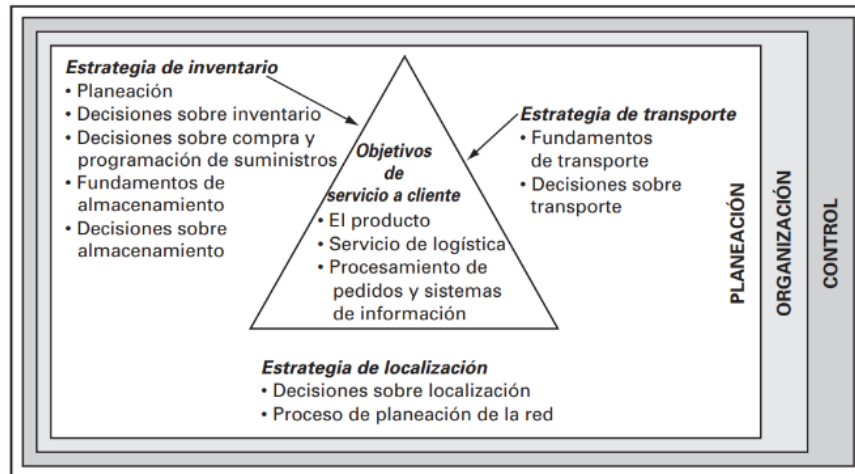 Estrategia de inventario
• Planeación
• Decisiones sobre inventario
• Decisiones sobre compra y
programación de suministros
• Fundamentos de
almacenamiento
• Decisiones sobre
almacenamiento
Objetivos
de
servicio a cliente
• El producto
• Servicio de logística
• Procesamiento de
pedidos y sistemas
de información
Estrategia de transporte
• Fundamentos
de transporte
• Decisiones sobre
transporte
Estrategia de localización
• Decisiones sobre localización
• Proceso de planeación de la red
PLANEACIÓN
ORGANIZACIÓN
CONTROL